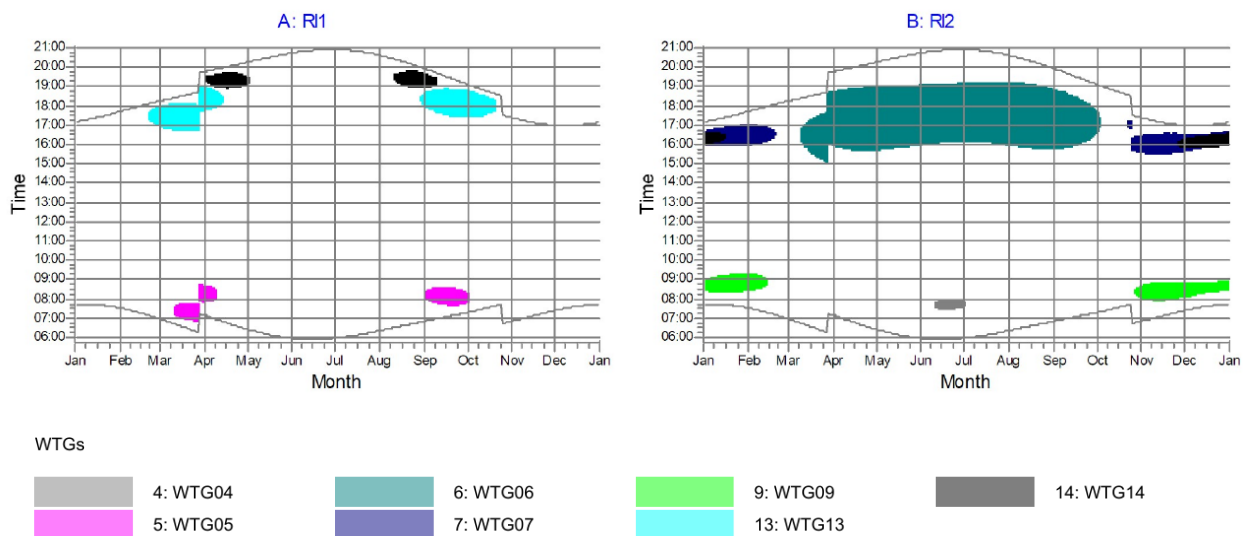 A: RI1
B: RI2
21:00
20:00
19:00
18:00
17:00
16:00
15:00
14:00
13:00
12:00
11:00
10:00
09:00
08:00
07:00
06:00
Time
Jan Feb Mar Apr May Jun Jul Aug Sep Oct Nov Dec Jan
Month
21:00
20:00
19:00
18:00
17:00
16:00
15:00
14:00
13:00
12:00
11:00
10:00
09:00
08:00
07:00
06:00
Time
Jan Feb Mar Apr May Jun Jul Aug Sep Oct Nov Dec Jan
Month
WTGs
4: WTG04 6: WTG06 9: WTG09 14: WTG14
5: WTG05 7: WTG07 13: WTG13